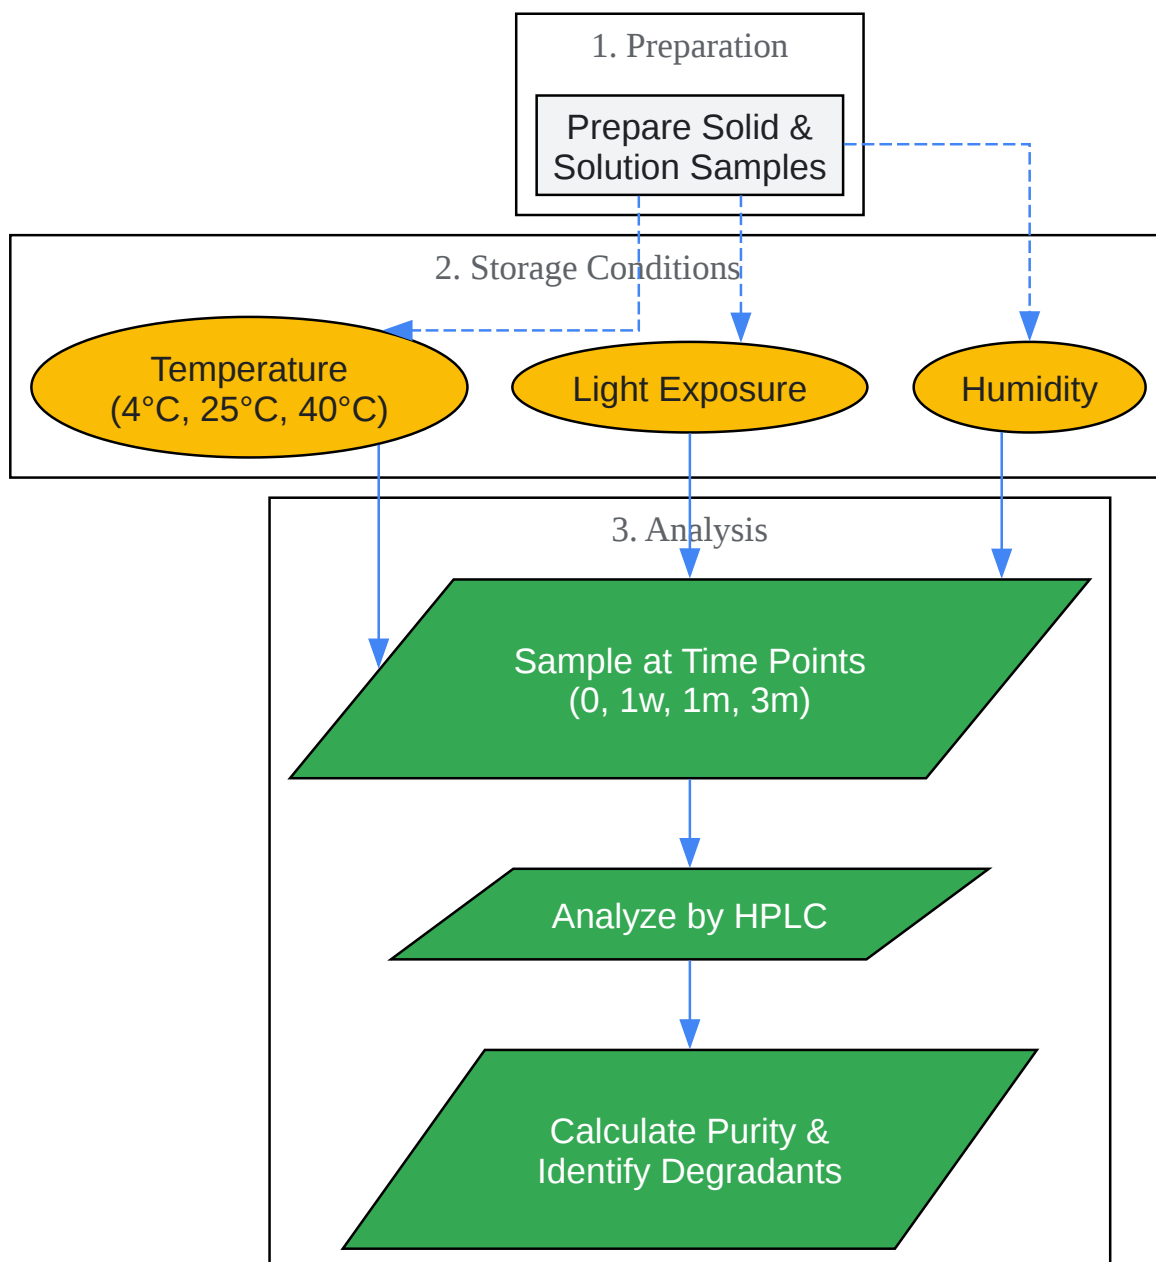 1. Preparation
Prepare Solid &
Solution Samples
2. Storage Conditions
Temperature
(4°C, 25°C, 40°C)
Light Exposure
Humidity
3. Analysis
Sample at Time Points
(0, 1w, 1m, 3m)
Analyze by HPLC
Calculate Purity &
Identify Degradants